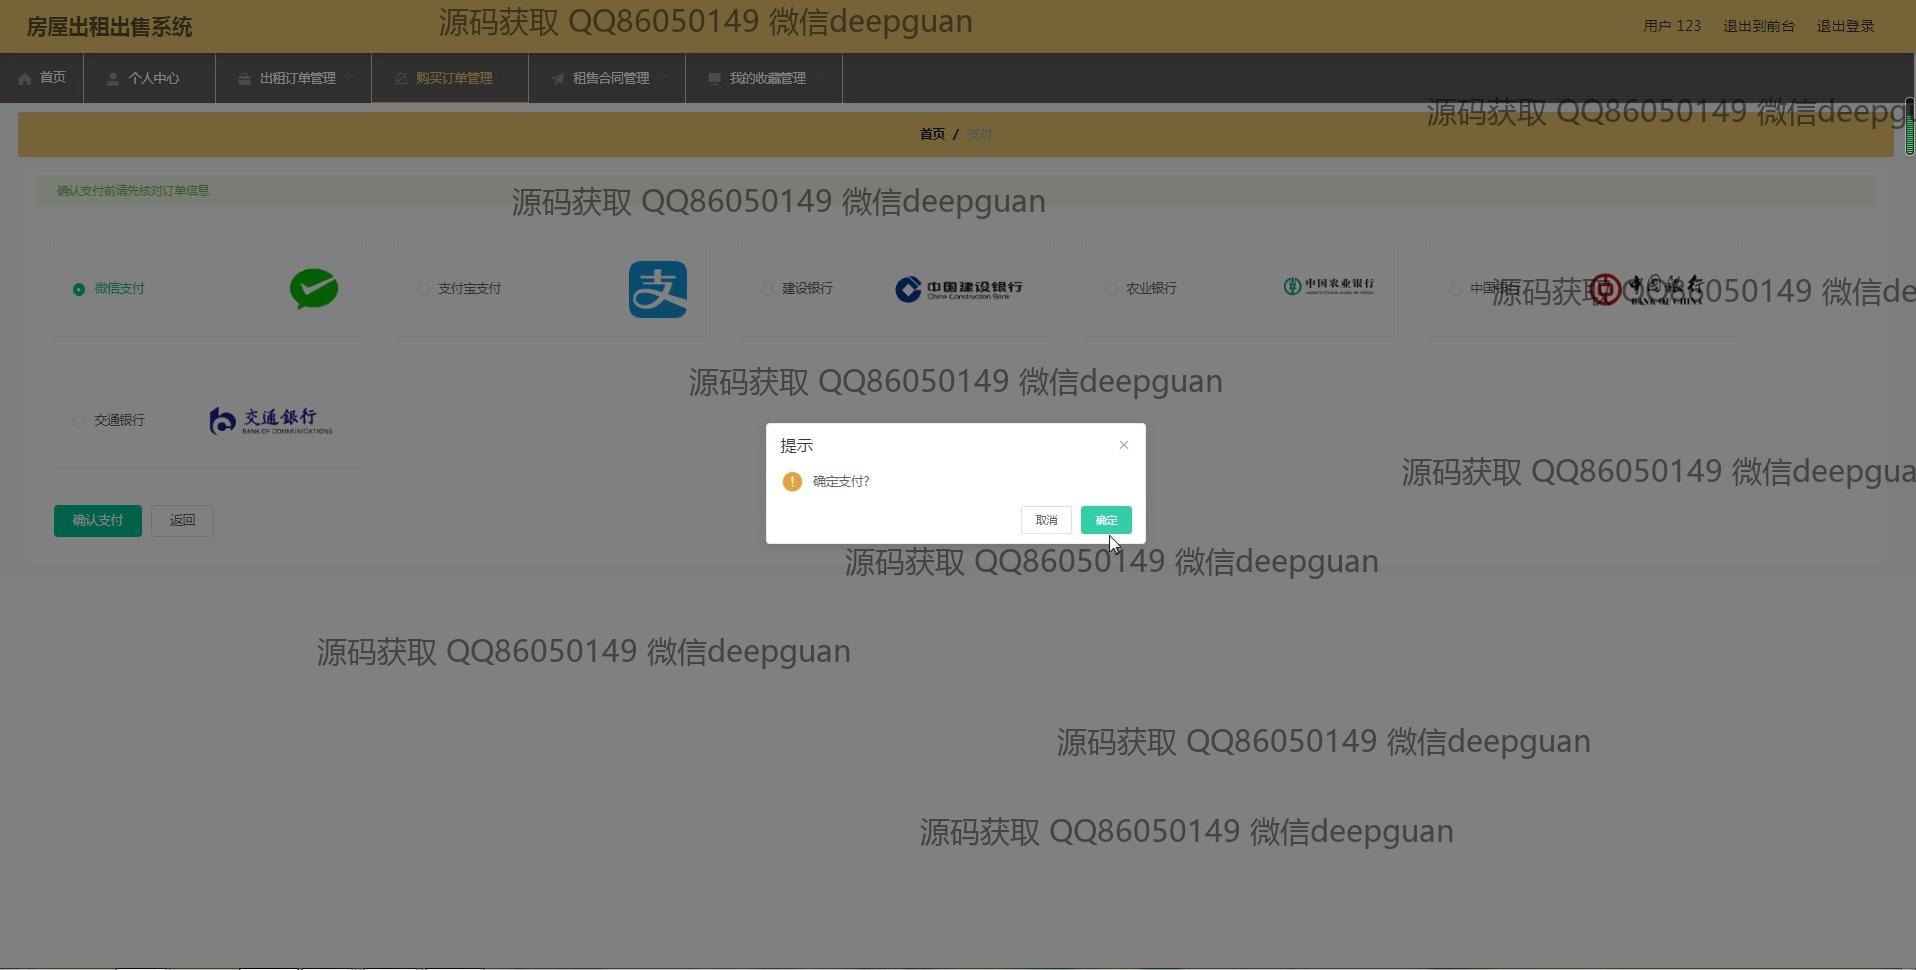 房屋出租出售系统
源码获取 QQ86050149 微信deepguan
用户 123 退出到前台 退出登录
首页 个人中心 出租订单管理 购买订单管理 租售合同管理 我的收藏管理
源码获取 QQ86050149 微信deepg
首页 / 支付
确认支付前请先核对订单信息
源码获取 QQ86050149 微信deepguan
微信支付
支付宝支付
支
建设银行
中国建设银行
China Construction Bank
农业银行
中国农业银行
AGRICULTURAL BANK OF CHINA
中国银行
中国银行
BANK OF CHINA
源码获取 QQ86050149 微信de
源码获取 QQ86050149 微信deepguan
交通银行
交通銀行
BANK OF COMMUNICATIONS
提示
确定支付?
取消 确定
源码获取 QQ86050149 微信deepgua
确认支付 返回
源码获取 QQ86050149 微信deepguan
源码获取 QQ86050149 微信deepguan
源码获取 QQ86050149 微信deepguan
源码获取 QQ86050149 微信deepguan